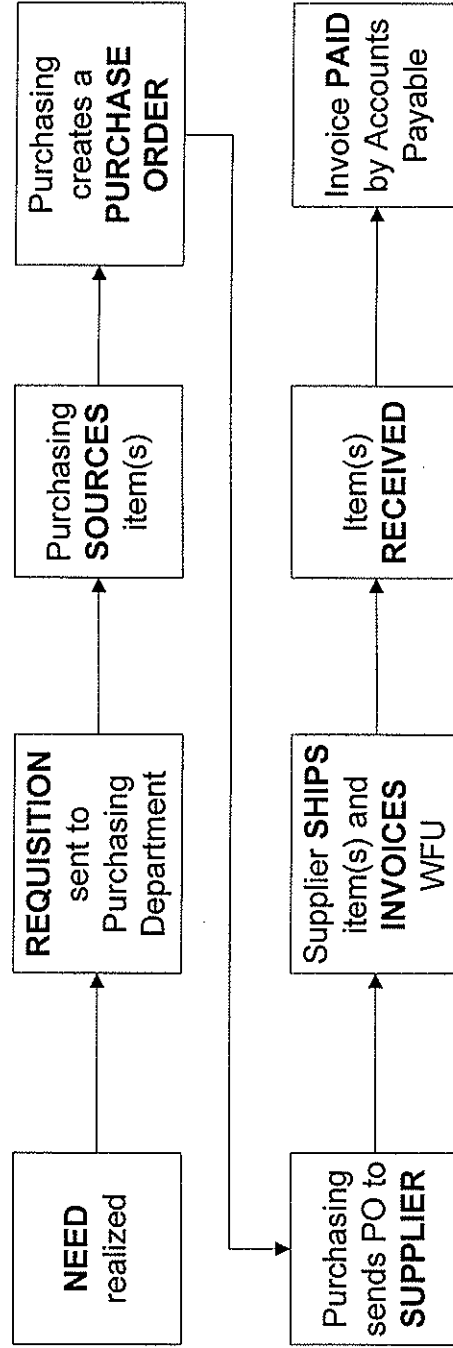 NEED
realized
REQUISITION
sent to
Purchasing
Department
Purchasing
SOURCES
item(s)
Purchasing
creates a
PURCHASE
ORDER
Purchasing
sends PO to
SUPPLIER
Supplier SHIPS
item(s) and
INVOICES
WFU
Item(s)
RECEIVED
Invoice PAID
by Accounts
Payable